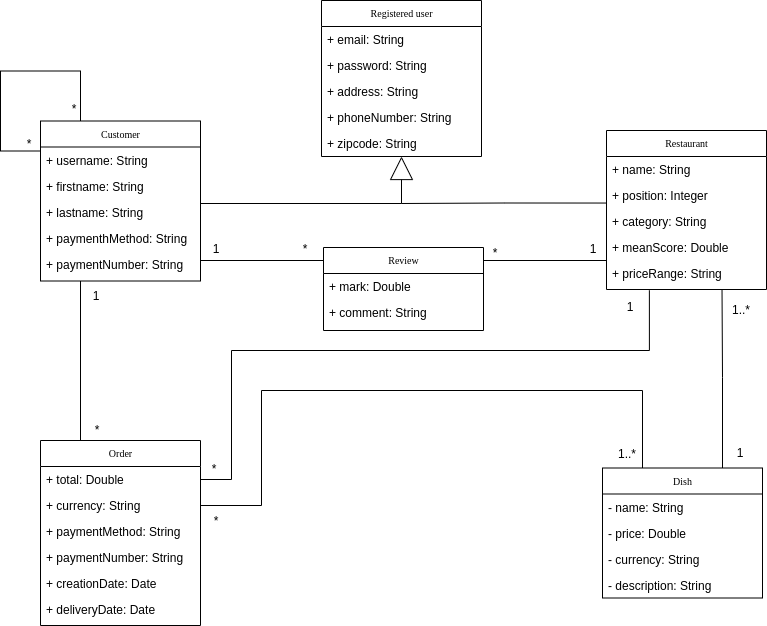 Registered user
+ email: String
+ password: String
+ address: String
+ phoneNumber: String
+ zipcode: String
*
*
Customer
+ username: String
+ firstname: String
+ lastname: String
+ paymenthMethod: String
+ paymentNumber: String
Restaurant
+ name: String
+ position: Integer
+ category: String
+ meanScore: Double
+ priceRange: String
1
*
Review
+ mark: Double
+ comment: String
*
1
1
*
1
*
1..*
1
1..*
*
Order
+ total: Double
+ currency: String
+ paymentMethod: String
+ paymentNumber: String
+ creationDate: Date
+ deliveryDate: Date
Dish
- name: String
- price: Double
- currency: String
- description: String